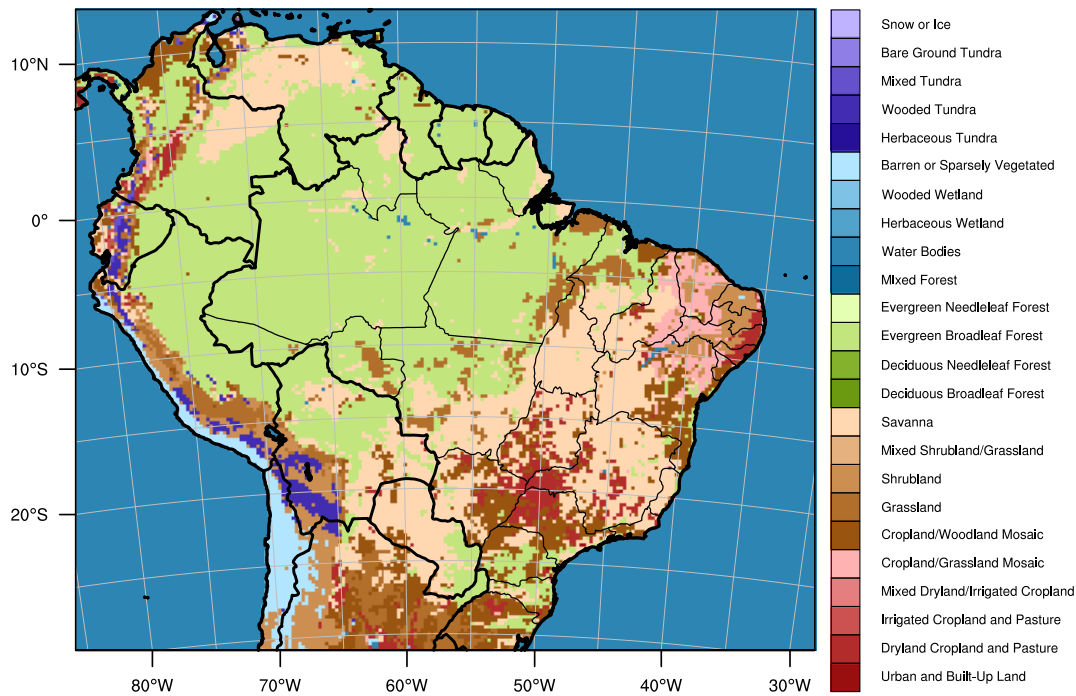 10°N
0°
10°S
20°S
80°W
70°W
60°W
50°W
40°W
30°W
Snow or Ice
Bare Ground Tundra
Mixed Tundra
Wooded Tundra
Herbaceous Tundra
Barren or Sparsely Vegetated
Wooded Wetland
Herbaceous Wetland
Water Bodies
MIxed Forest
Evergreen Needleleaf Forest
Evergreen Broadleaf Forest
Deciduous Needleleaf Forest
Deciduous Broadleaf Forest
Savanna
Mixed Shrubland/Grassland
Shrubland
Grassland
Cropland/Woodland Mosaic
Cropland/Grassland Mosaic
Mixed Dryland/Irrigated Cropland
Irrigated Cropland and Pasture
Dryland Cropland and Pasture
Urban and Built-Up Land